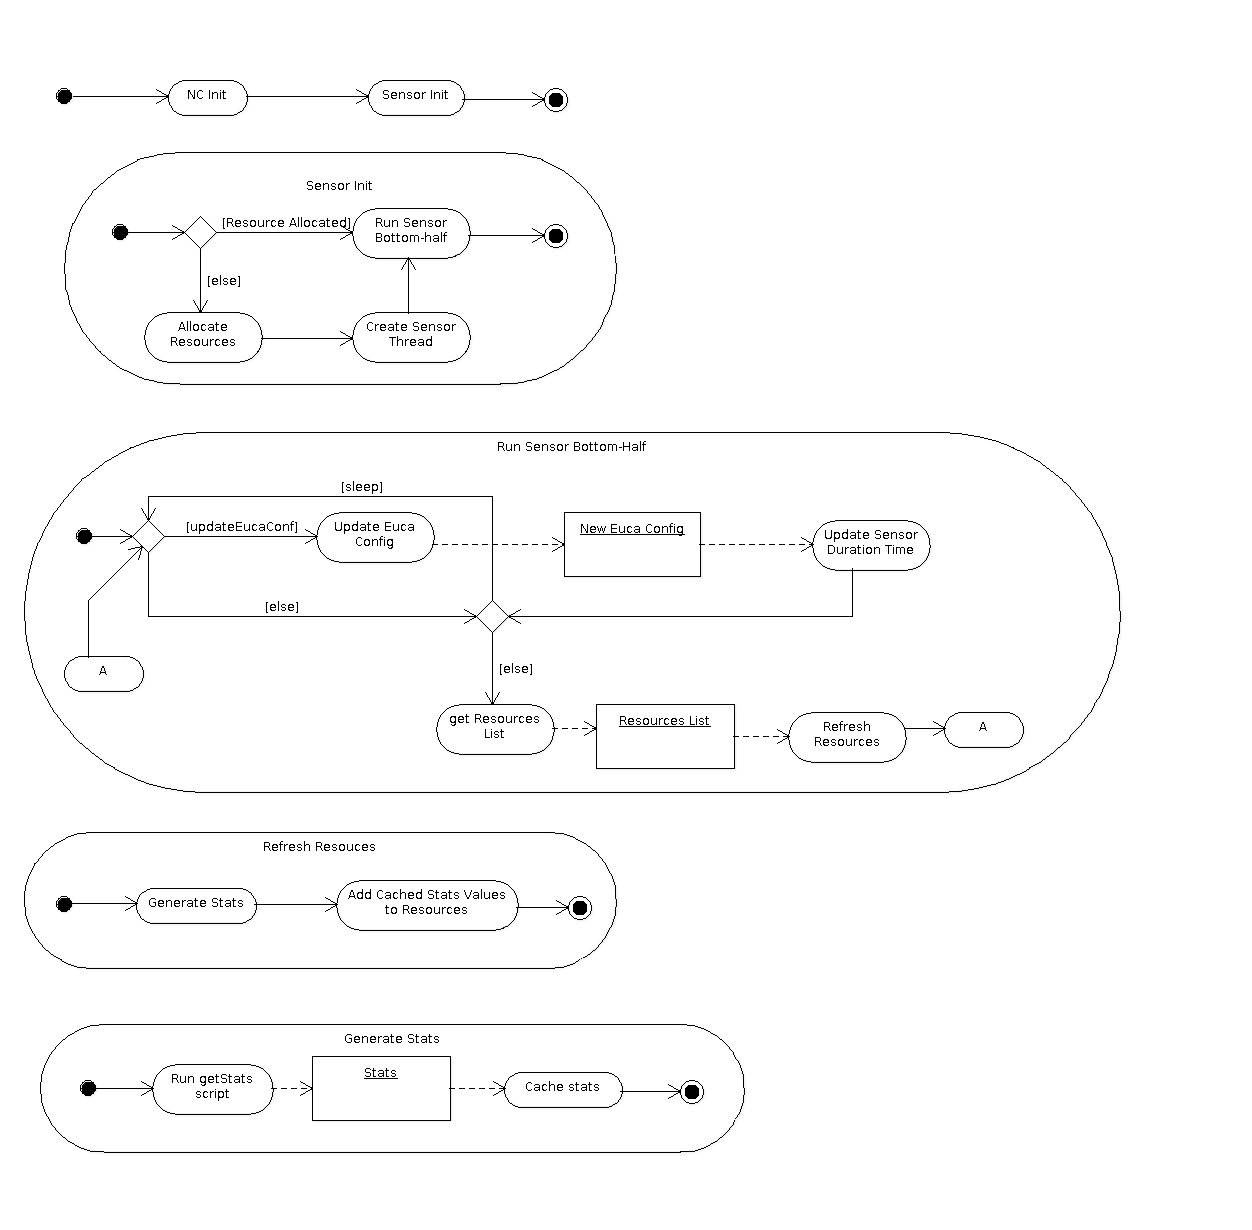 NC Init
Sensor Init
Sensor Init
[Resource Allocated]
Run Sensor
Bottom-half
[else]
Allocate
Resources
Create Sensor
Thread
Run Sensor Bottom-Half
[sleep]
[updateEucaConf]
Update Euca
Config
New Euca Config
Update Sensor
Duration Time
[else]
A
[else]
get Resources
List
Resources List
Refresh
Resources
A
Refresh Resouces
Generate Stats
Add Cached Stats Values
to Resources
Generate Stats
Run getStats
script
Stats
Cache stats